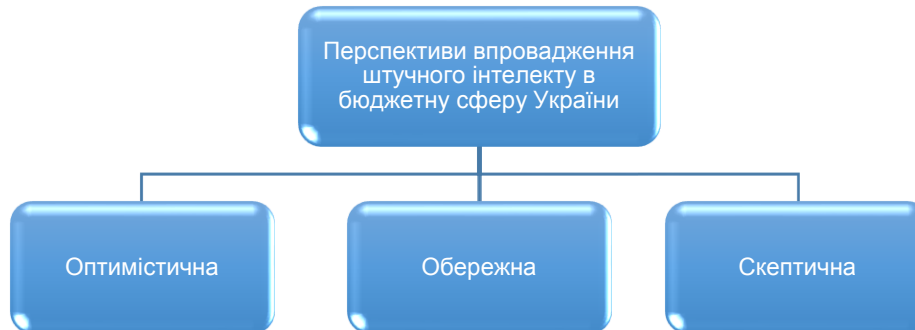 Перспективи впровадження
штучного інтелекту в
бюджетну сферу України
Оптимістична
Обережна
Скептична